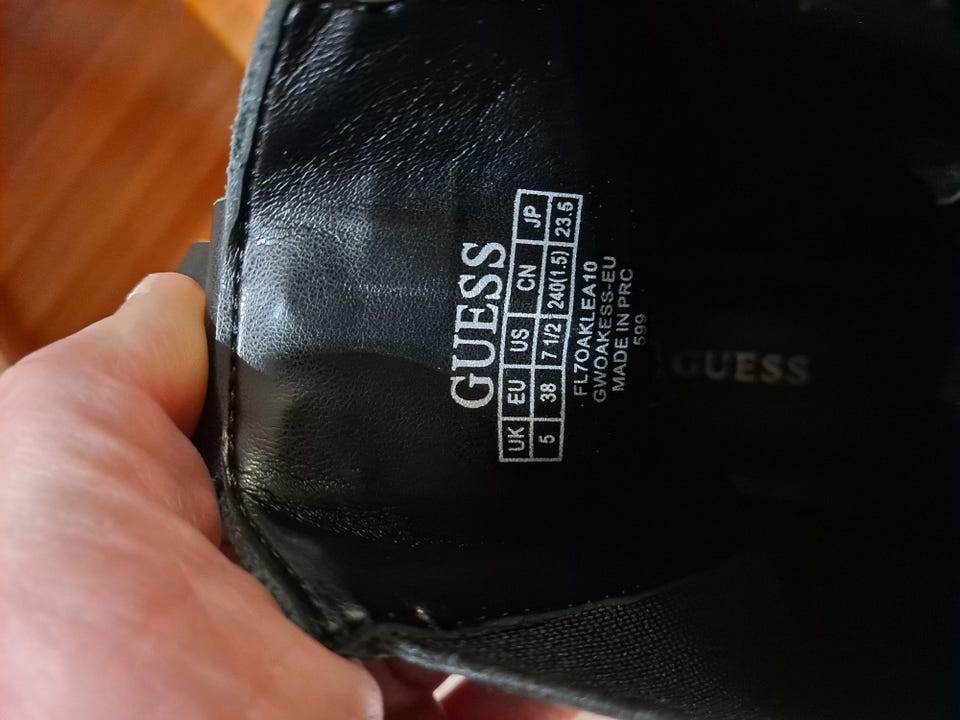 GUESS
UK EU US CN JP
5 38 7 1/2 240(1.5) 23.5
FL7OAKLEA10
GWOAKESS-EU
MADE IN PRC
599
GUESS